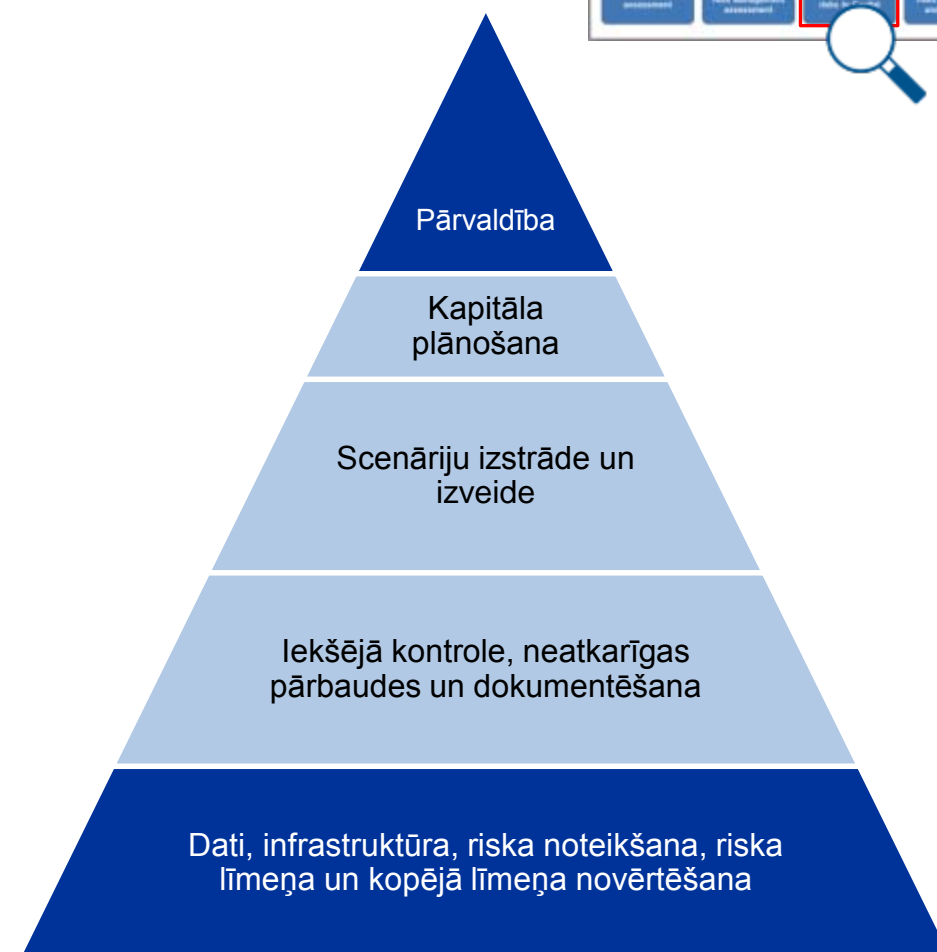 assessment
Pārvaldība
Kapitāla
plānošana
Scenāriju izstrāde un
izveide
Iekšējā kontrole, neatkarīgas
pārbaudes un dokumentēšana
Dati, infrastruktūra, riska noteikšana, riska
līmeņa un kopējā līmeņa novērtēšana